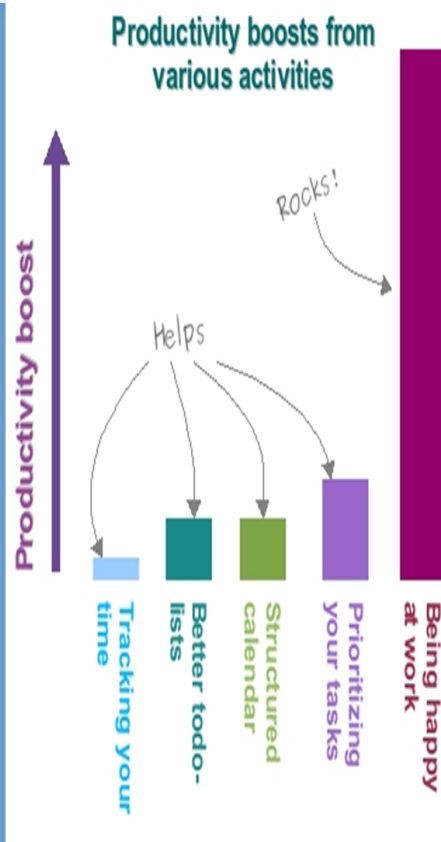 Productivity boosts from
various activities
Productivity boost
Rocks!
Helps
Tracking your
time
Better todo-
lists
Structured
calendar
Prioritizing
your tasks
Being happy
at work